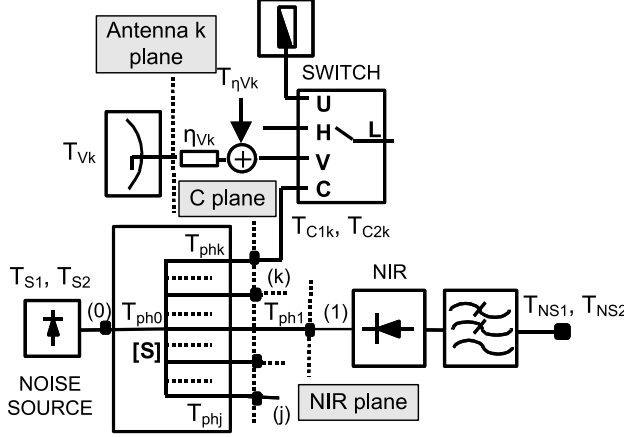 Antenna k
plane
SWITCH
TηVk
U
H
L
V
C
ηVk
TVk
C plane
TC1k, TC2k
Tphk
(k)
NIR
TS1, TS2
(0)
Tph0
Tph1
(1)
TNS1, TNS2
[S]
NOISE
SOURCE
Tphj
(j)
NIR plane